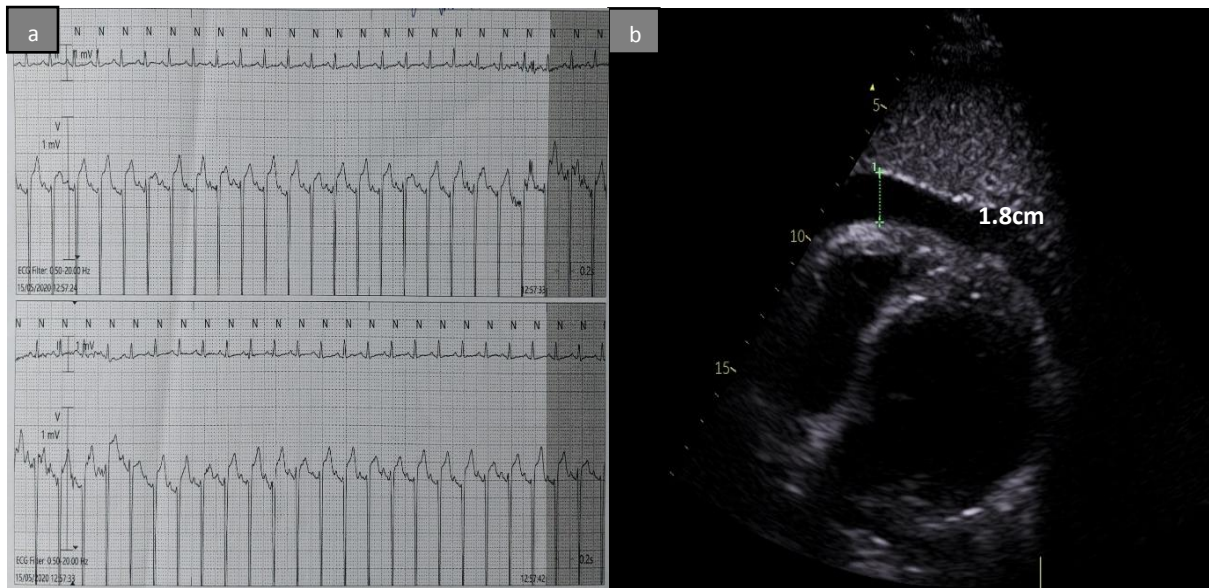 a
N N N N N N N N N N N N N N N N N N N N N N
II 1 mV
V
1 mV
ECG Filter: 0.50-20.00 Hz
0.2s
15/05/2020 12:57:24
12:57:33
N N N N N N N N N N N N N N N N N N N N N N N N N
II 1 mV
V
1 mV
ECG Filter: 0.50-20.00 Hz
0.2s
15/05/2020 12:57:33
12:57:42
b
5
1
1.8cm
10
15